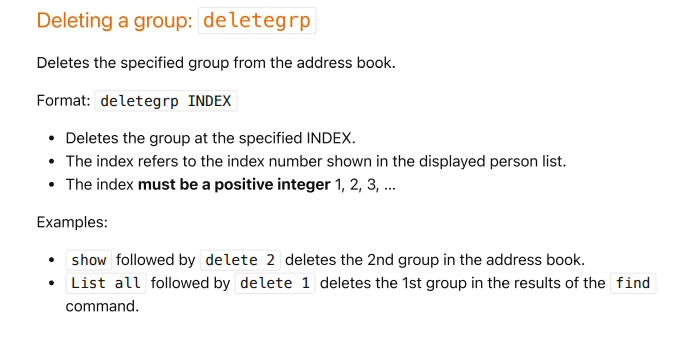 Deleting a group: deletegrp
Deletes the specified group from the address book.
Format: deletegrp INDEX
• Deletes the group at the specified INDEX.
• The index refers to the index number shown in the displayed person list.
• The index must be a positive integer 1, 2, 3, ...
Examples:
• show followed by delete 2 deletes the 2nd group in the address book.
• List all followed by delete 1 deletes the 1st group in the results of the find
command.